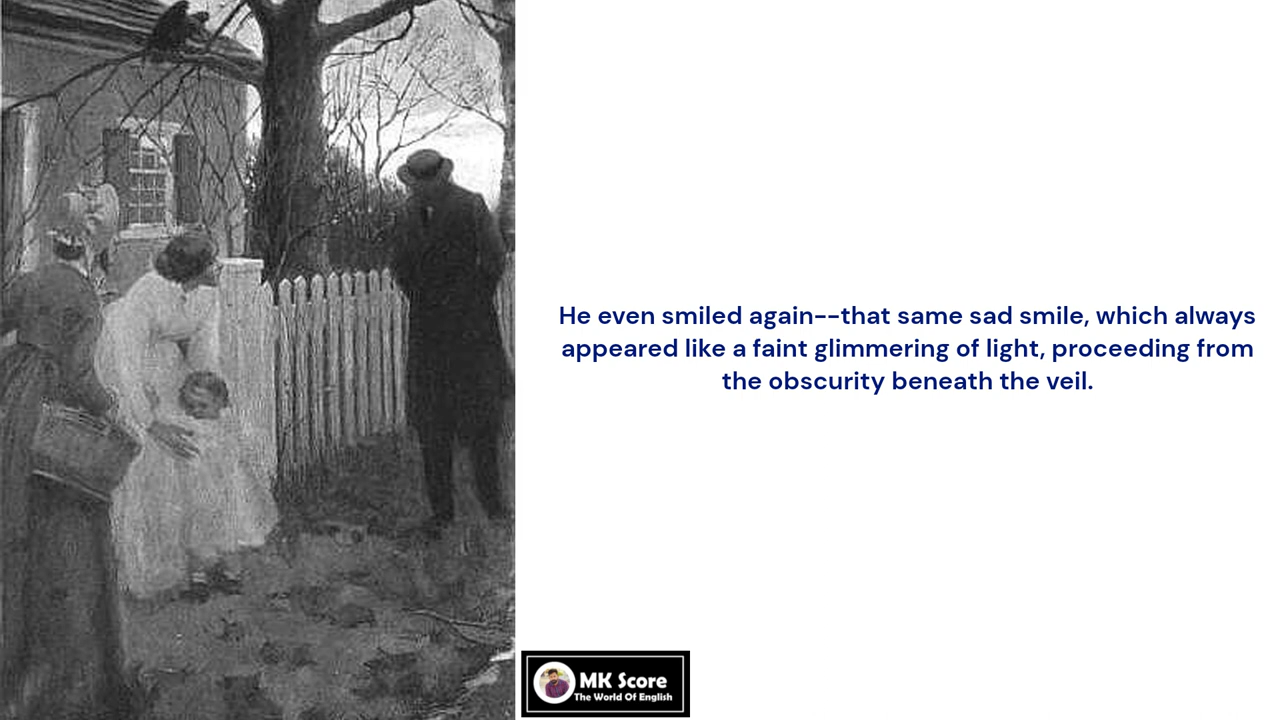 He even smiled again--that same sad smile, which always
appeared like a faint glimmering of light, proceeding from
the obscurity beneath the veil.
MK Score
The World Of English